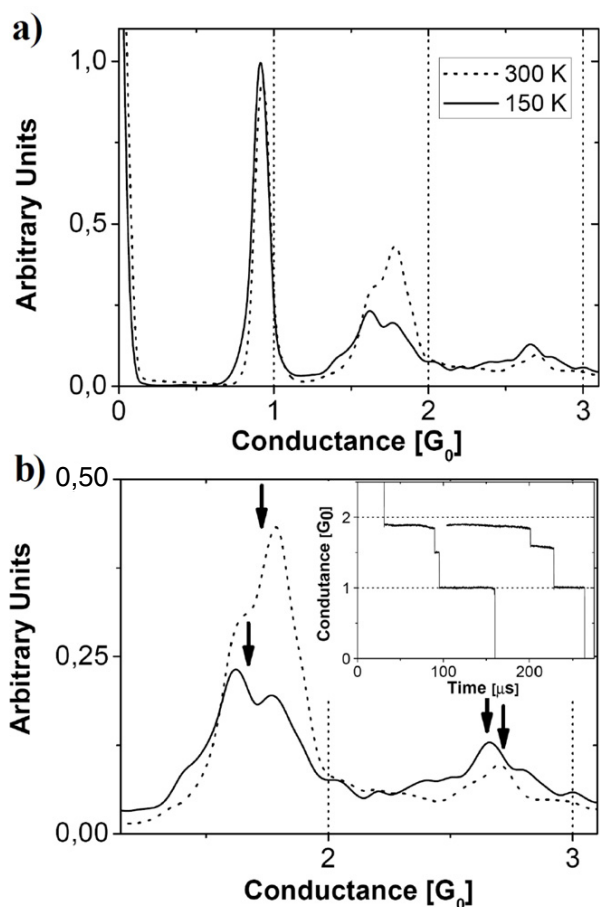 a)
1,0
0,5
0,0
Arbitrary Units
300 K
150 K
0 1 2 3
Conductance [G0]
b)
0,50
0,25
0,00
Arbitrary Units
2
1
0
Condutance [G0]
0 100 200
Time [μs]
2 3
Conductance [G0]